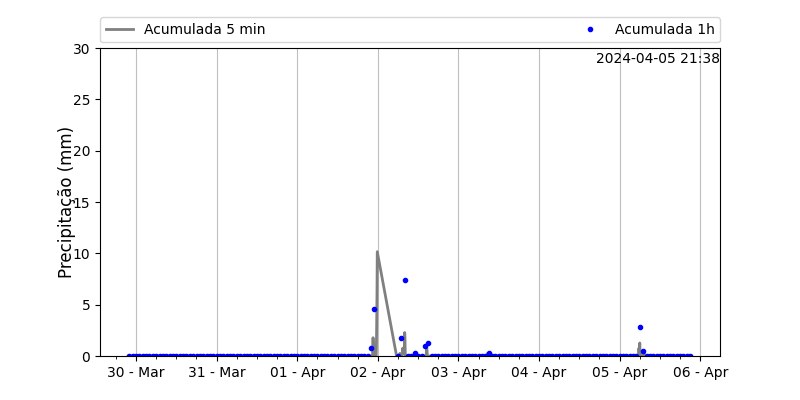 Acumulada 5 min Acumulada 1h
2024-04-05 21:38
Precipitação (mm)
30
25
20
15
10
5
0
30 - Mar 31 - Mar 01 - Apr 02 - Apr 03 - Apr 04 - Apr 05 - Apr 06 - Apr